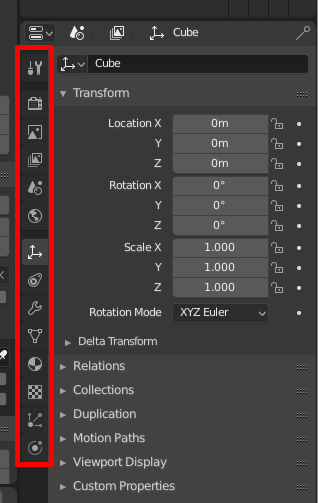 Cube
Cube
Transform
Location X 0m
Y 0m
Z 0m
Rotation X 0°
Y 0°
Z 0°
Scale X 1.000
Y 1.000
Z 1.000
Rotation Mode XYZ Euler
Delta Transform
Relations
Collections
Duplication
Motion Paths
Viewport Display
Custom Properties